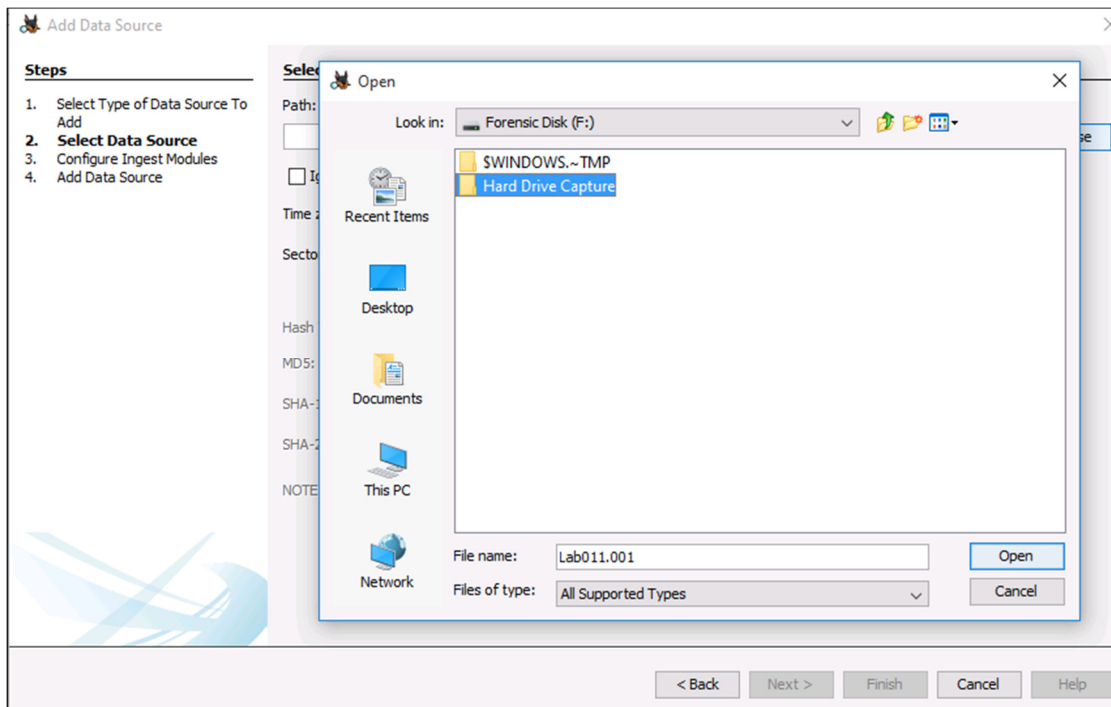 Add Data Source
Steps
1. Select Type of Data Source To
Add
2. Select Data Source
3. Configure Ingest Modules
4. Add Data Source
Selec
Path:
se
Ig
Time z
Secto
Hash
MD5:
SHA-1
SHA-2
NOTE
Open
Look in:
Forensic Disk (F:)
Recent Items
Desktop
Documents
This PC
Network
$WINDOWS.~TMP
Hard Drive Capture
File name:
Lab011.001
Open
Files of type:
All Supported Types
Cancel
< Back
Next >
Finish
Cancel
Help